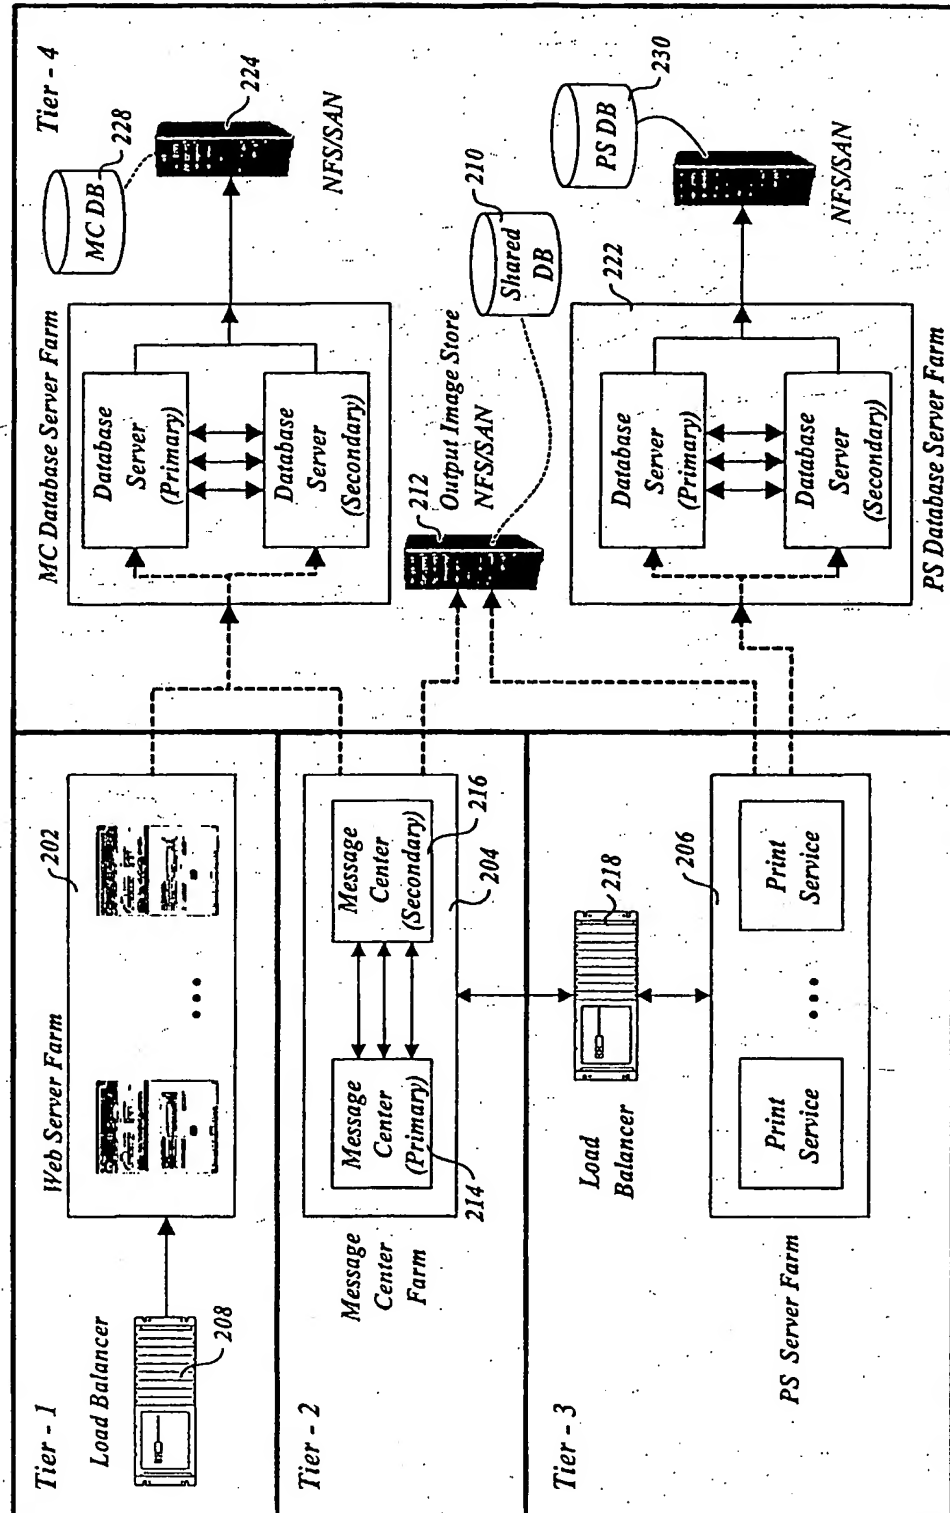 Tier - 1
Load Balancer
208
Web Server Farm
202
Tier - 2
Message
Center
Farm
Message
Center
(Primary)
214
Message
Center
(Secondary)
216
204
Tier - 3
Load
Balancer
218
PS Server Farm
Print
Service
Print
Service
206
Tier - 4
MC Database Server Farm
Database
Server
(Primary)
Database
Server
(Secondary)
MC DB
228
224
NFS/SAN
212
Output Image Store
NFS/SAN
Shared
DB
210
222
Database
Server
(Primary)
Database
Server
(Secondary)
PS Database Server Farm
PS DB
230
NFS/SAN